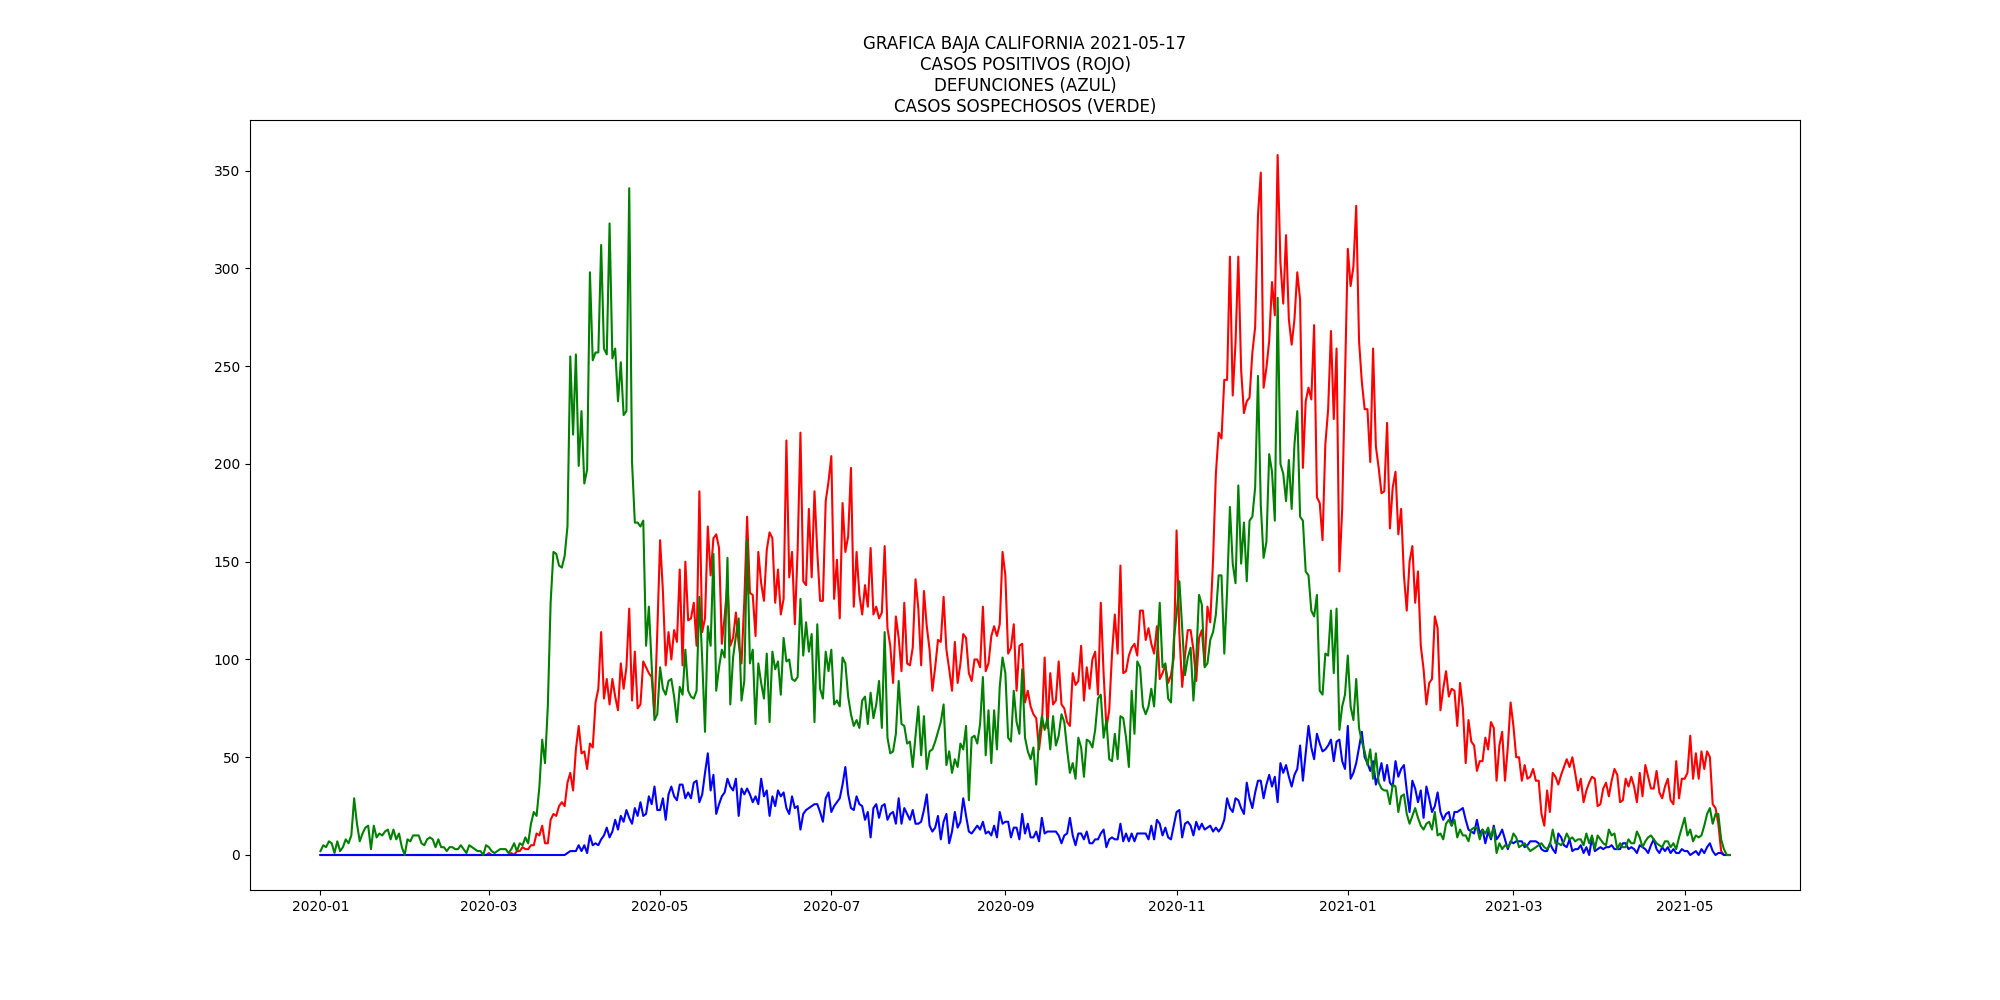 GRAFICA BAJA CALIFORNIA 2021-05-17
CASOS POSITIVOS (ROJO)
DEFUNCIONES (AZUL)
CASOS SOSPECHOSOS (VERDE)
350
300
250
200
150
100
50
0
2020-01 2020-03 2020-05 2020-07 2020-09 2020-11 2021-01 2021-03 2021-05